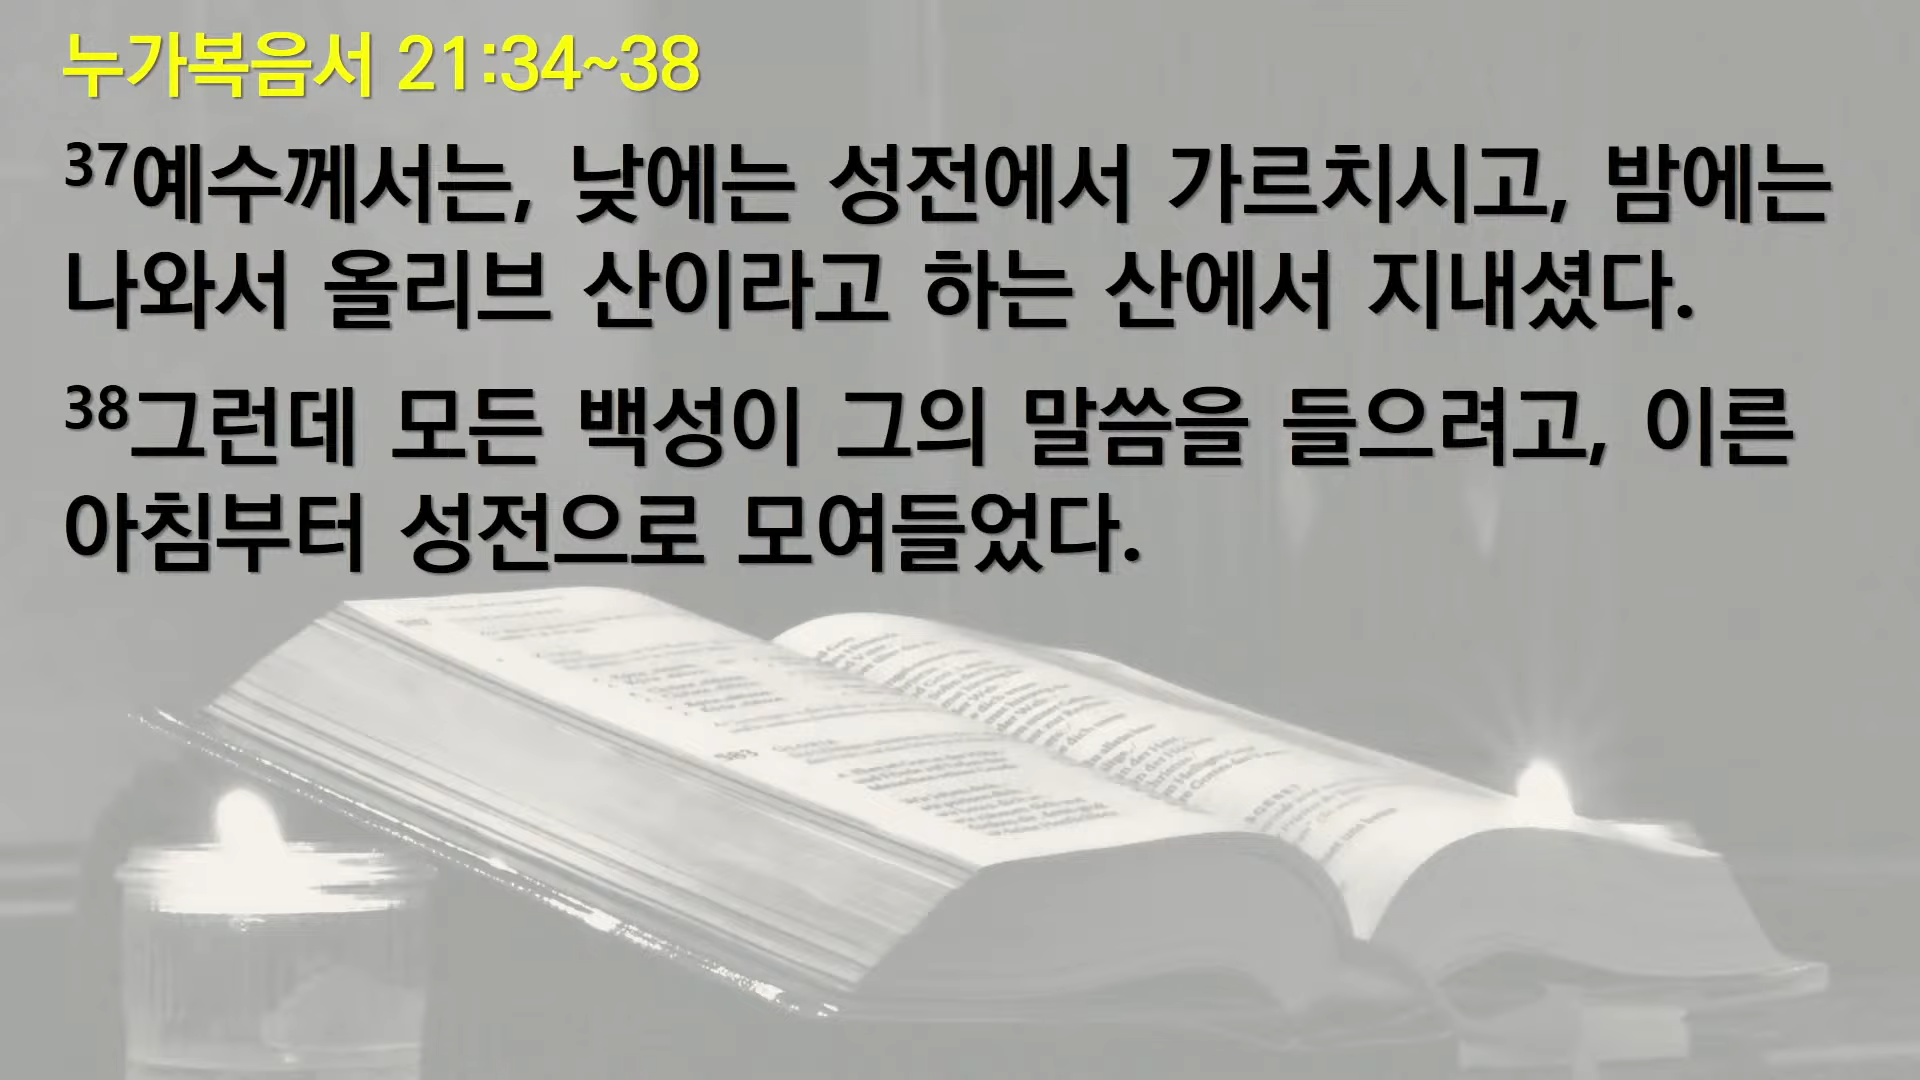 누가복음서 21:34~38
37예수께서는, 낮에는 성전에서 가르치시고, 밤에는
나와서 올리브 산이라고 하는 산에서 지내셨다.
38그런데 모든 백성이 그의 말씀을 들으려고, 이른
아침부터 성전으로 모여들었다.